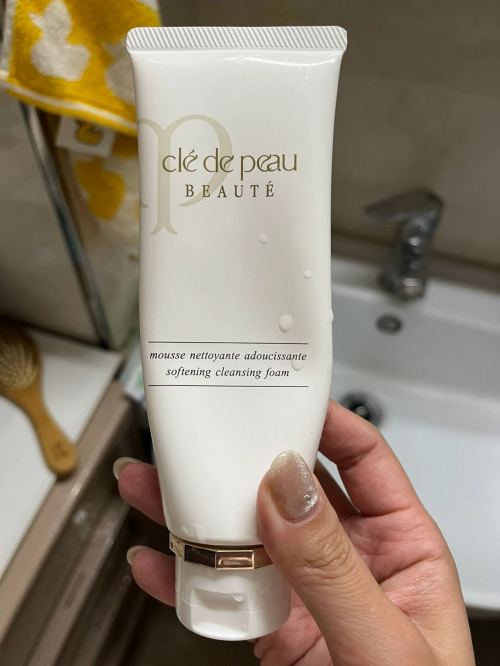 clé de peau
BEAUTÉ
mousse nettoyante adoucissante
softening cleansing foam